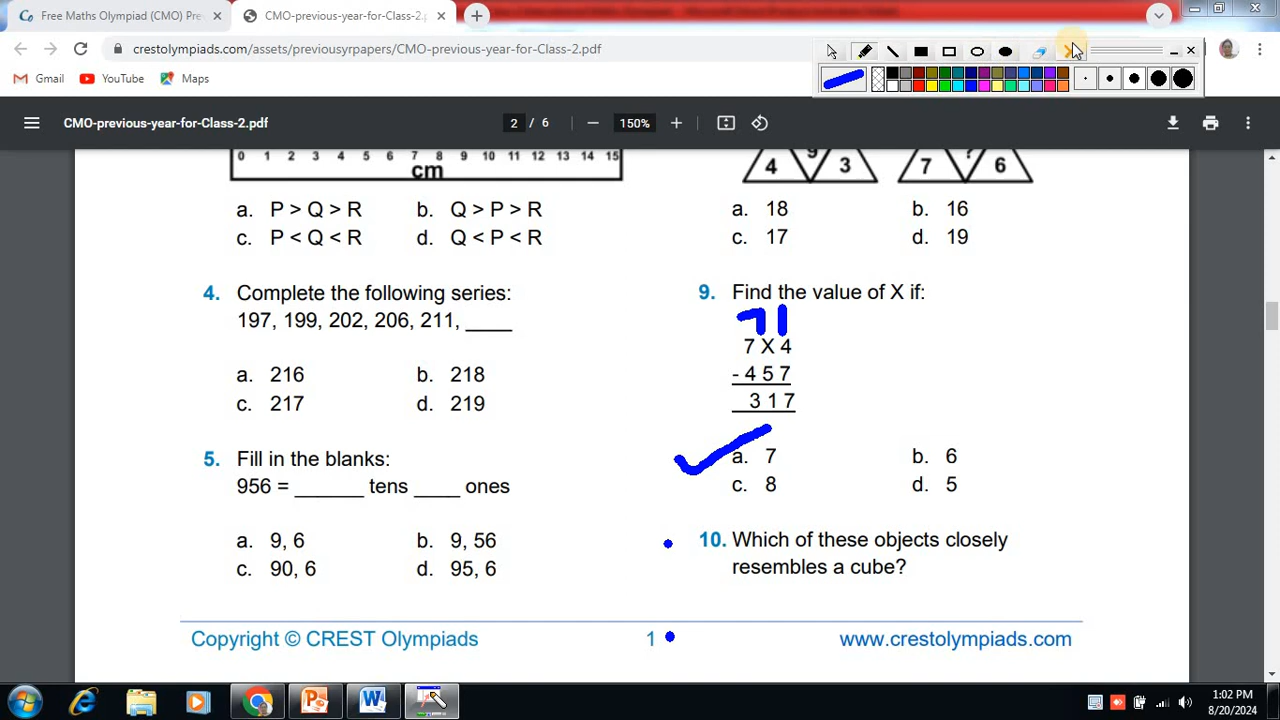 Free Maths Olympiad (CMO) Pre
CMO-previous-year-for-Class-2.p
crestolympiads.com/assets/previousyrpapers/CMO-previous-year-for-Class-2.pdf
Gmail YouTube Maps
CMO-previous-year-for-Class-2.pdf
2 / 6
150%
0 1 2 3 4 5 6 7 8 9 10 11 12 13 14 15
cm
a. P > Q > R b. Q > P > R
c. P < Q < R d. Q < P < R
4. Complete the following series:
197, 199, 202, 206, 211, ____
a. 216 b. 218
c. 217 d. 219
5. Fill in the blanks:
956 = ______ tens ____ ones
a. 9, 6 b. 9, 56
c. 90, 6 d. 95, 6
4 9 3 7 ? 6
a. 18 b. 16
c. 17 d. 19
9. Find the value of X if:
7 1
7 X 4
- 4 5 7
3 1 7
a. 7 b. 6
c. 8 d. 5
10. Which of these objects closely
resembles a cube?
Copyright © CREST Olympiads 1 www.crestolympiads.com
1:02 PM
8/20/2024